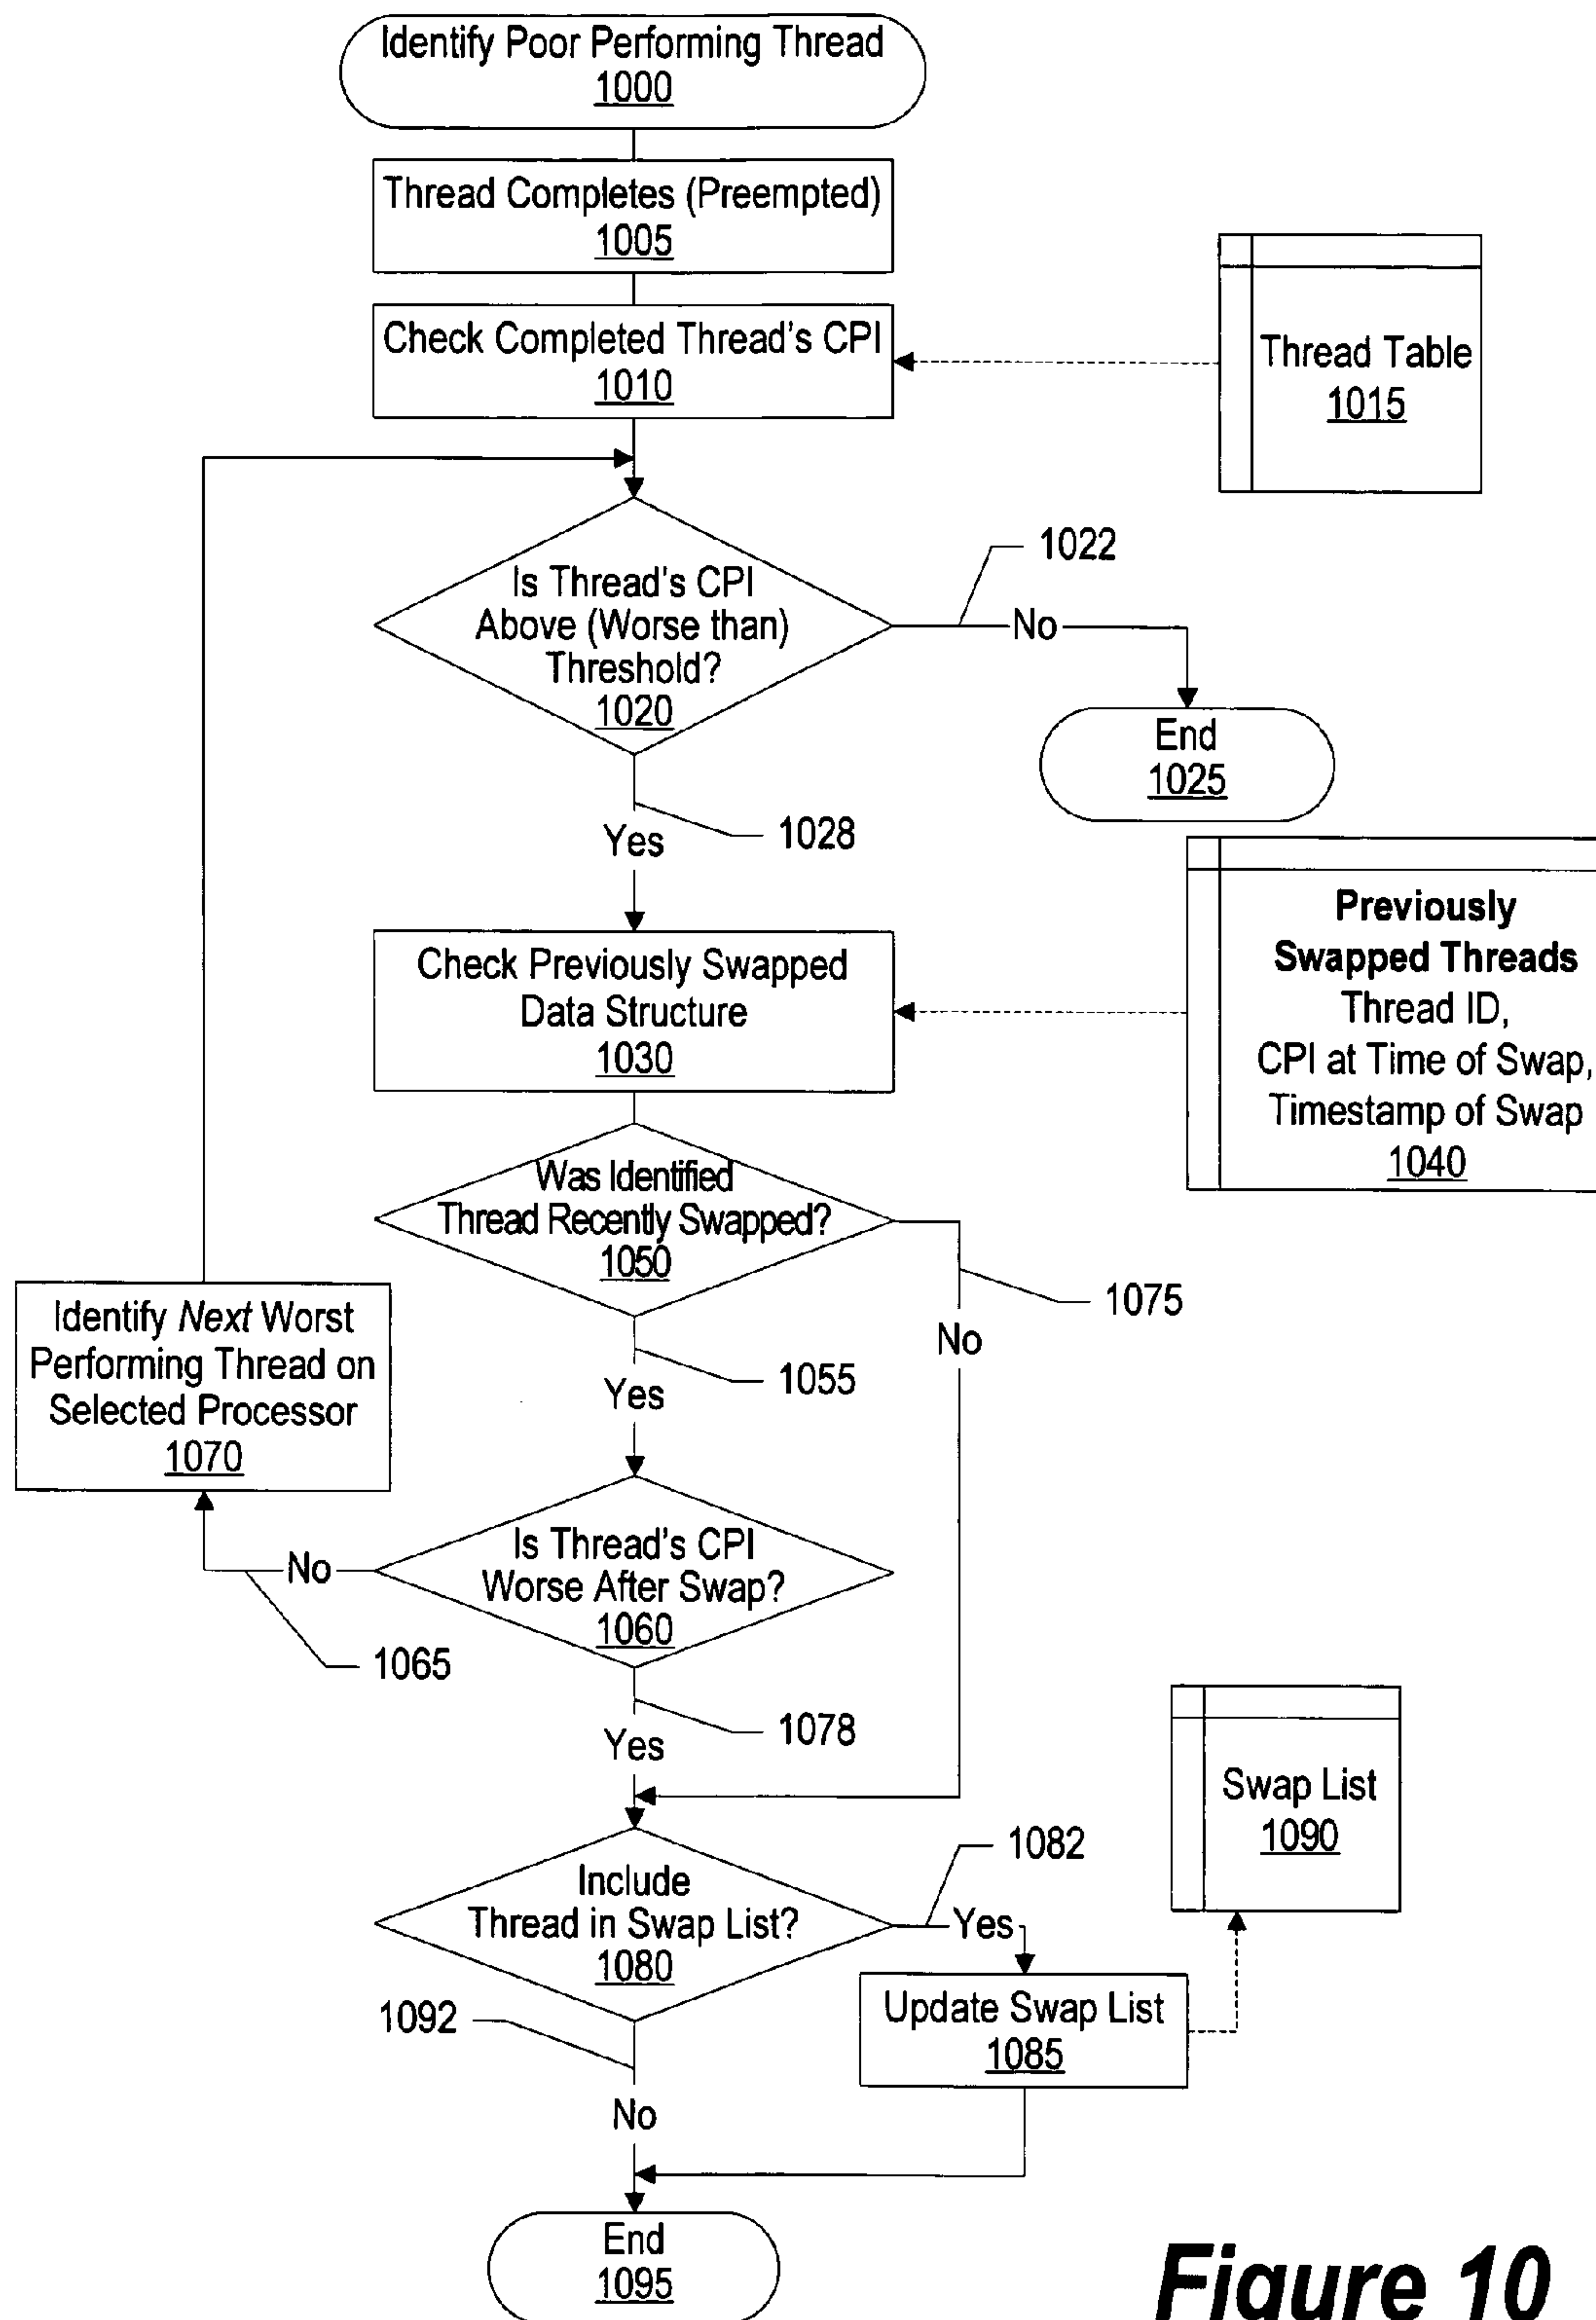 Identify Poor Performing Thread
1000
Thread Completes (Preempted)
1005
Check Completed Thread's CPI
1010
Thread Table
1015
Is Thread's CPI
Above (Worse than)
Threshold?
1020
1022
No
End
1025
1028
Yes
Check Previously Swapped
Data Structure
1030
Previously
Swapped Threads
Thread ID,
CPI at Time of Swap,
Timestamp of Swap
1040
Was Identified
Thread Recently Swapped?
1050
1075
No
1055
Yes
Identify Next Worst
Performing Thread on
Selected Processor
1070
Is Thread's CPI
Worse After Swap?
1060
No
1065
1078
Yes
Swap List
1090
Include
Thread in Swap List?
1080
1082
Yes
Update Swap List
1085
1092
No
End
1095
Figure 10